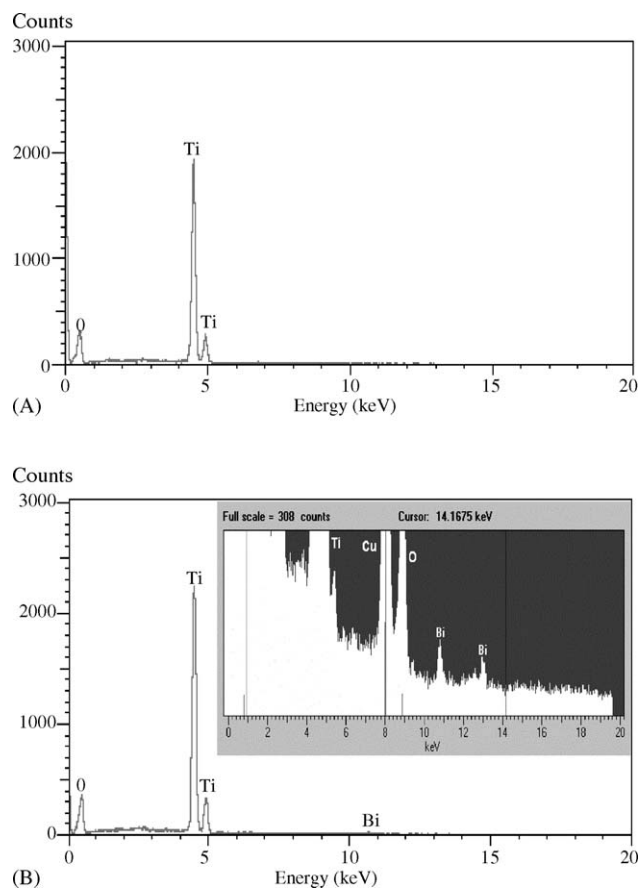 Counts
3000
Ti
2000
1000
0
Ti
0
0 5 10 15 20
(A) Energy (keV)
Counts
3000
Full scale = 308 counts Cursor: 14.1675 keV
Ti Cu O
Ti
Bi Bi
2000
0 2 4 6 8 10 12 14 16 18 20
keV
1000
0 Ti
Bi
0
0 5 10 15 20
(B) Energy (keV)